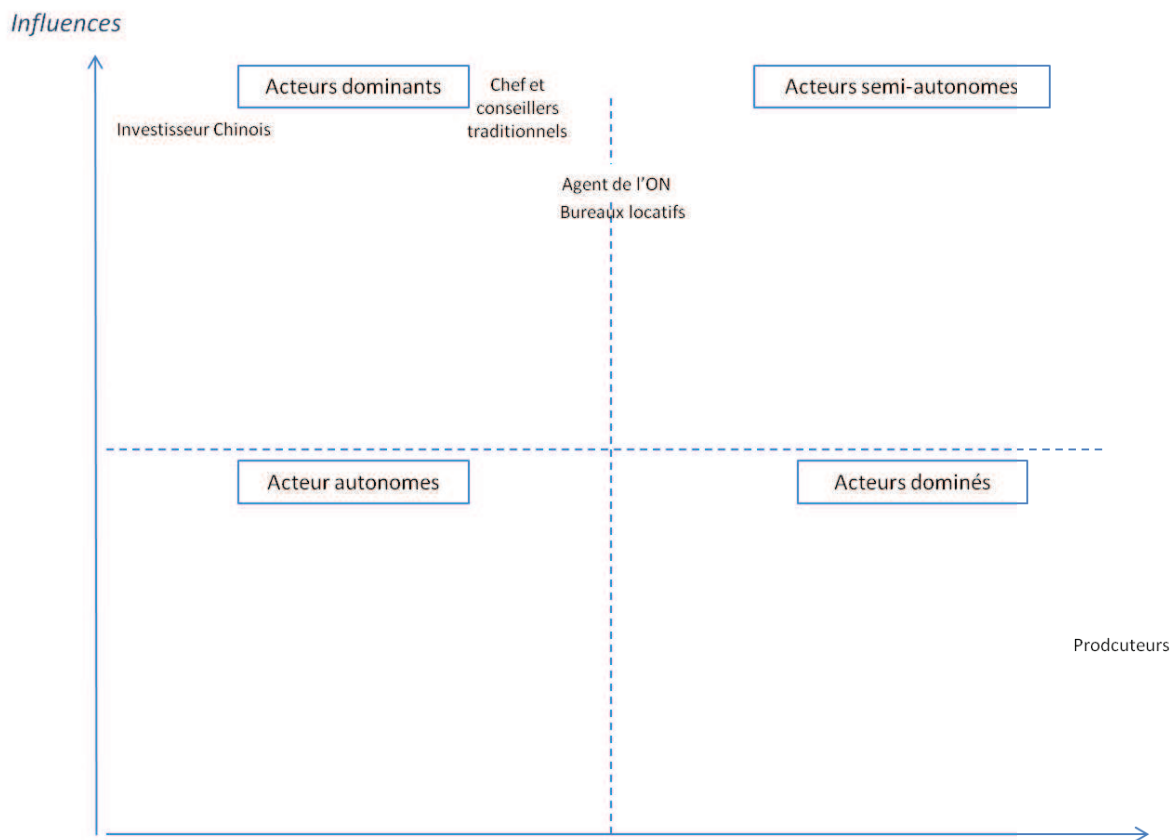 Influences
Acteurs dominants
Acteurs semi-autonomes
Chef et
conseillers
traditionnels
Investisseur Chinois
Agent de l'ON
Bureaux locatifs
Acteur autonomes
Acteurs dominés
Prodcuteurs